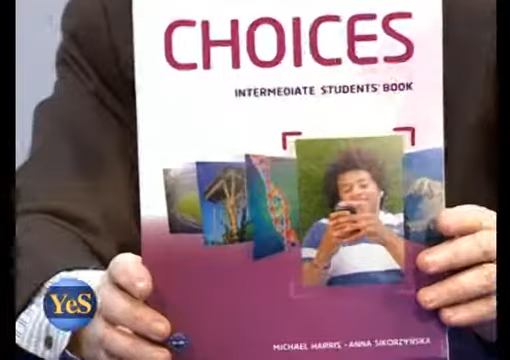 CHOICES
INTERMEDIATE STUDENTS' BOOK
MICHAEL HARRIS • ANNA SIKORZYŃSKA
YeS